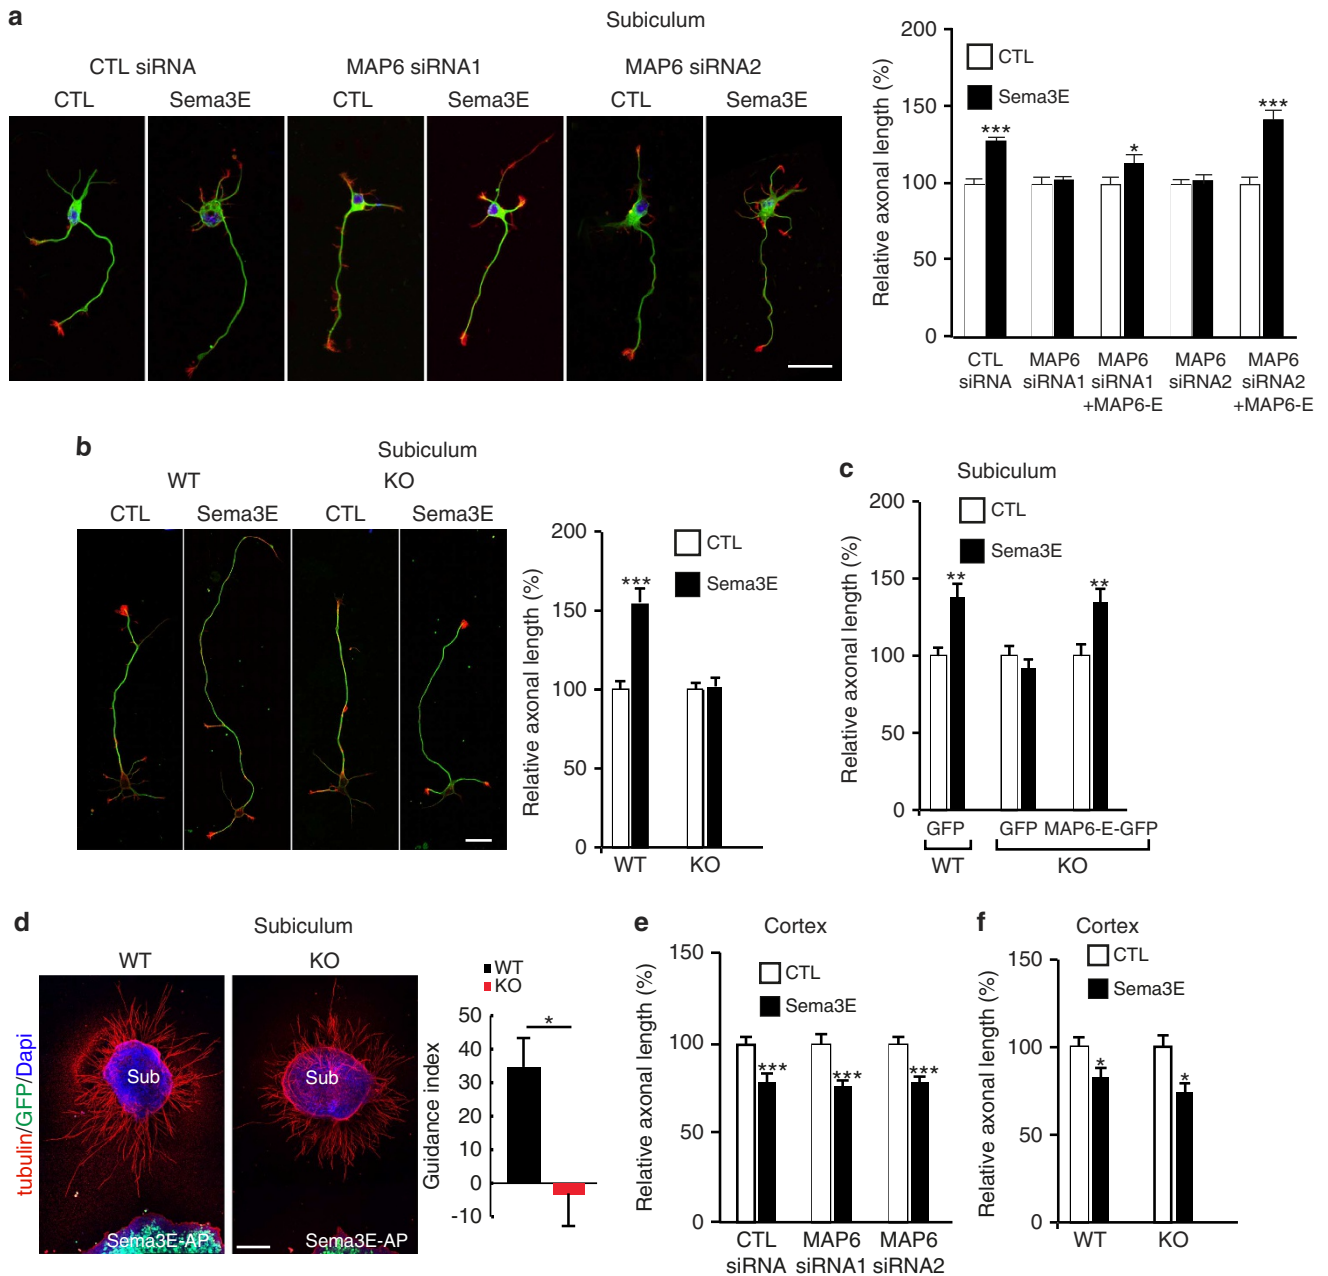 a
Subiculum
CTL siRNA MAP6 siRNA1 MAP6 siRNA2
CTL Sema3E CTL Sema3E CTL Sema3E
Relative axonal length (%)
200
150
100
50
0
CTL
Sema3E
***
*
***
CTL siRNA
MAP6 siRNA1
MAP6 siRNA1 +MAP6-E
MAP6 siRNA2
MAP6 siRNA2 +MAP6-E
b
Subiculum
WT KO
CTL Sema3E CTL Sema3E
Relative axonal length (%)
200
150
100
50
0
CTL
Sema3E
***
WT KO
c
Subiculum
CTL
Sema3E
Relative axonal length (%)
200
150
100
50
0
**
**
GFP GFP MAP6-E-GFP
WT KO
d
Subiculum
WT KO
tubulin/GFP/Dapi
Sub Sub
Sema3E-AP Sema3E-AP
WT
KO
Guidance index
50
40
30
20
10
0
-10
*
e
Cortex
CTL
Sema3E
Relative axonal length (%)
150
100
50
0
***
***
***
CTL siRNA
MAP6 siRNA1
MAP6 siRNA2
f
Cortex
CTL
Sema3E
Relative axonal length (%)
150
100
50
0
*
*
WT KO